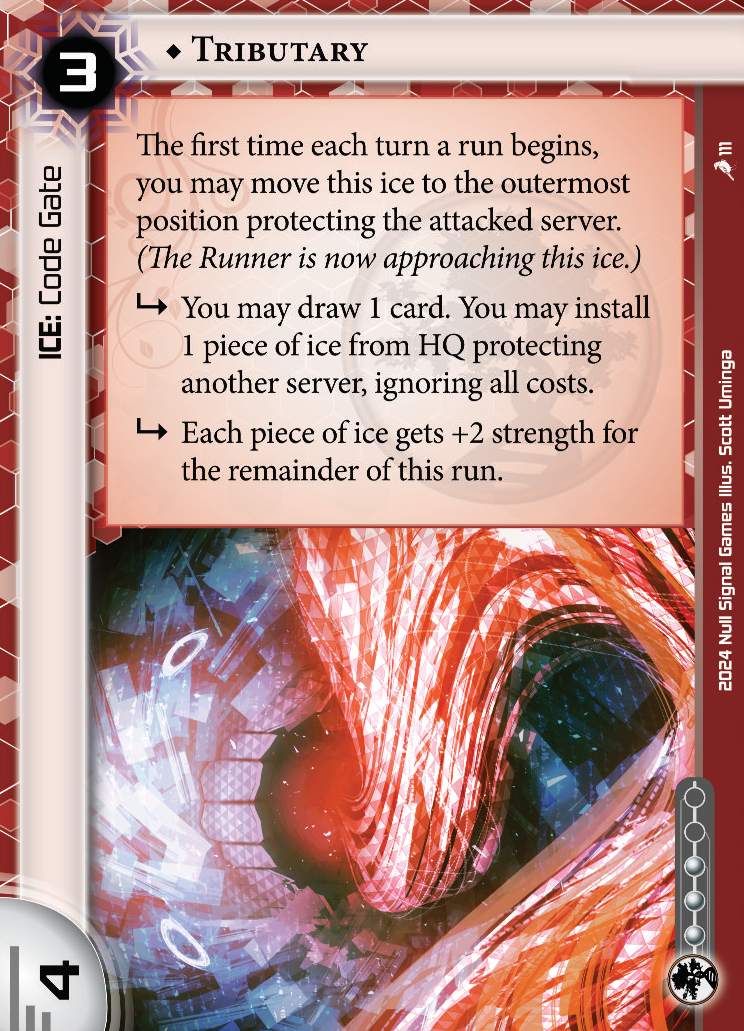 3
◆ TRIBUTARY
ICE: Code Gate
The first time each turn a run begins,
you may move this ice to the outermost
position protecting the attacked server.
(The Runner is now approaching this ice.)
↳ You may draw 1 card. You may install
1 piece of ice from HQ protecting
another server, ignoring all costs.
↳ Each piece of ice gets +2 strength for
the remainder of this run.
111
2024 Null Signal Games Illus. Scott Uminga
4